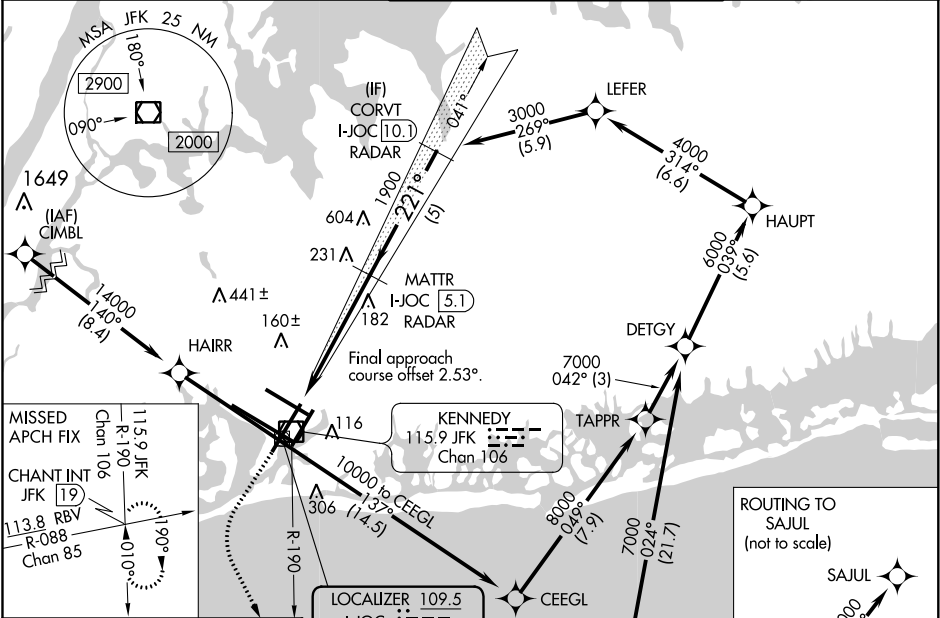 MSA JFK 25 NM
180°
2900
090°
2000
1649
(IAF)
CIMBL
14000
140°
(8.4)
HAIRR
441±
160±
604
231
182
116
306
(IF)
CORVT
I-JOC 10.1
RADAR
041°
1900
221°
(5)
MATTR
I-JOC 5.1
RADAR
Final approach
course offset 2.53°.
LEFER
3000
269°
(5.9)
4000
314°
(6.6)
HAUPT
6000
039°
(5.6)
DETGY
7000
042° (3)
TAPPR
KENNEDY
115.9 JFK
Chan 106
10000 to CEEGL
137°
(14.5)
8000
049°
(7.9)
7000
024°
(21.7)
CEEGL
R-190
LOCALIZER 109.5
MISSED
APCH FIX
115.9 JFK
R-190
Chan 106
CHANT INT
JFK 19
113.8 RBV
R-088
Chan 85
190°
010°
ROUTING TO
SAJUL
(not to scale)
SAJUL